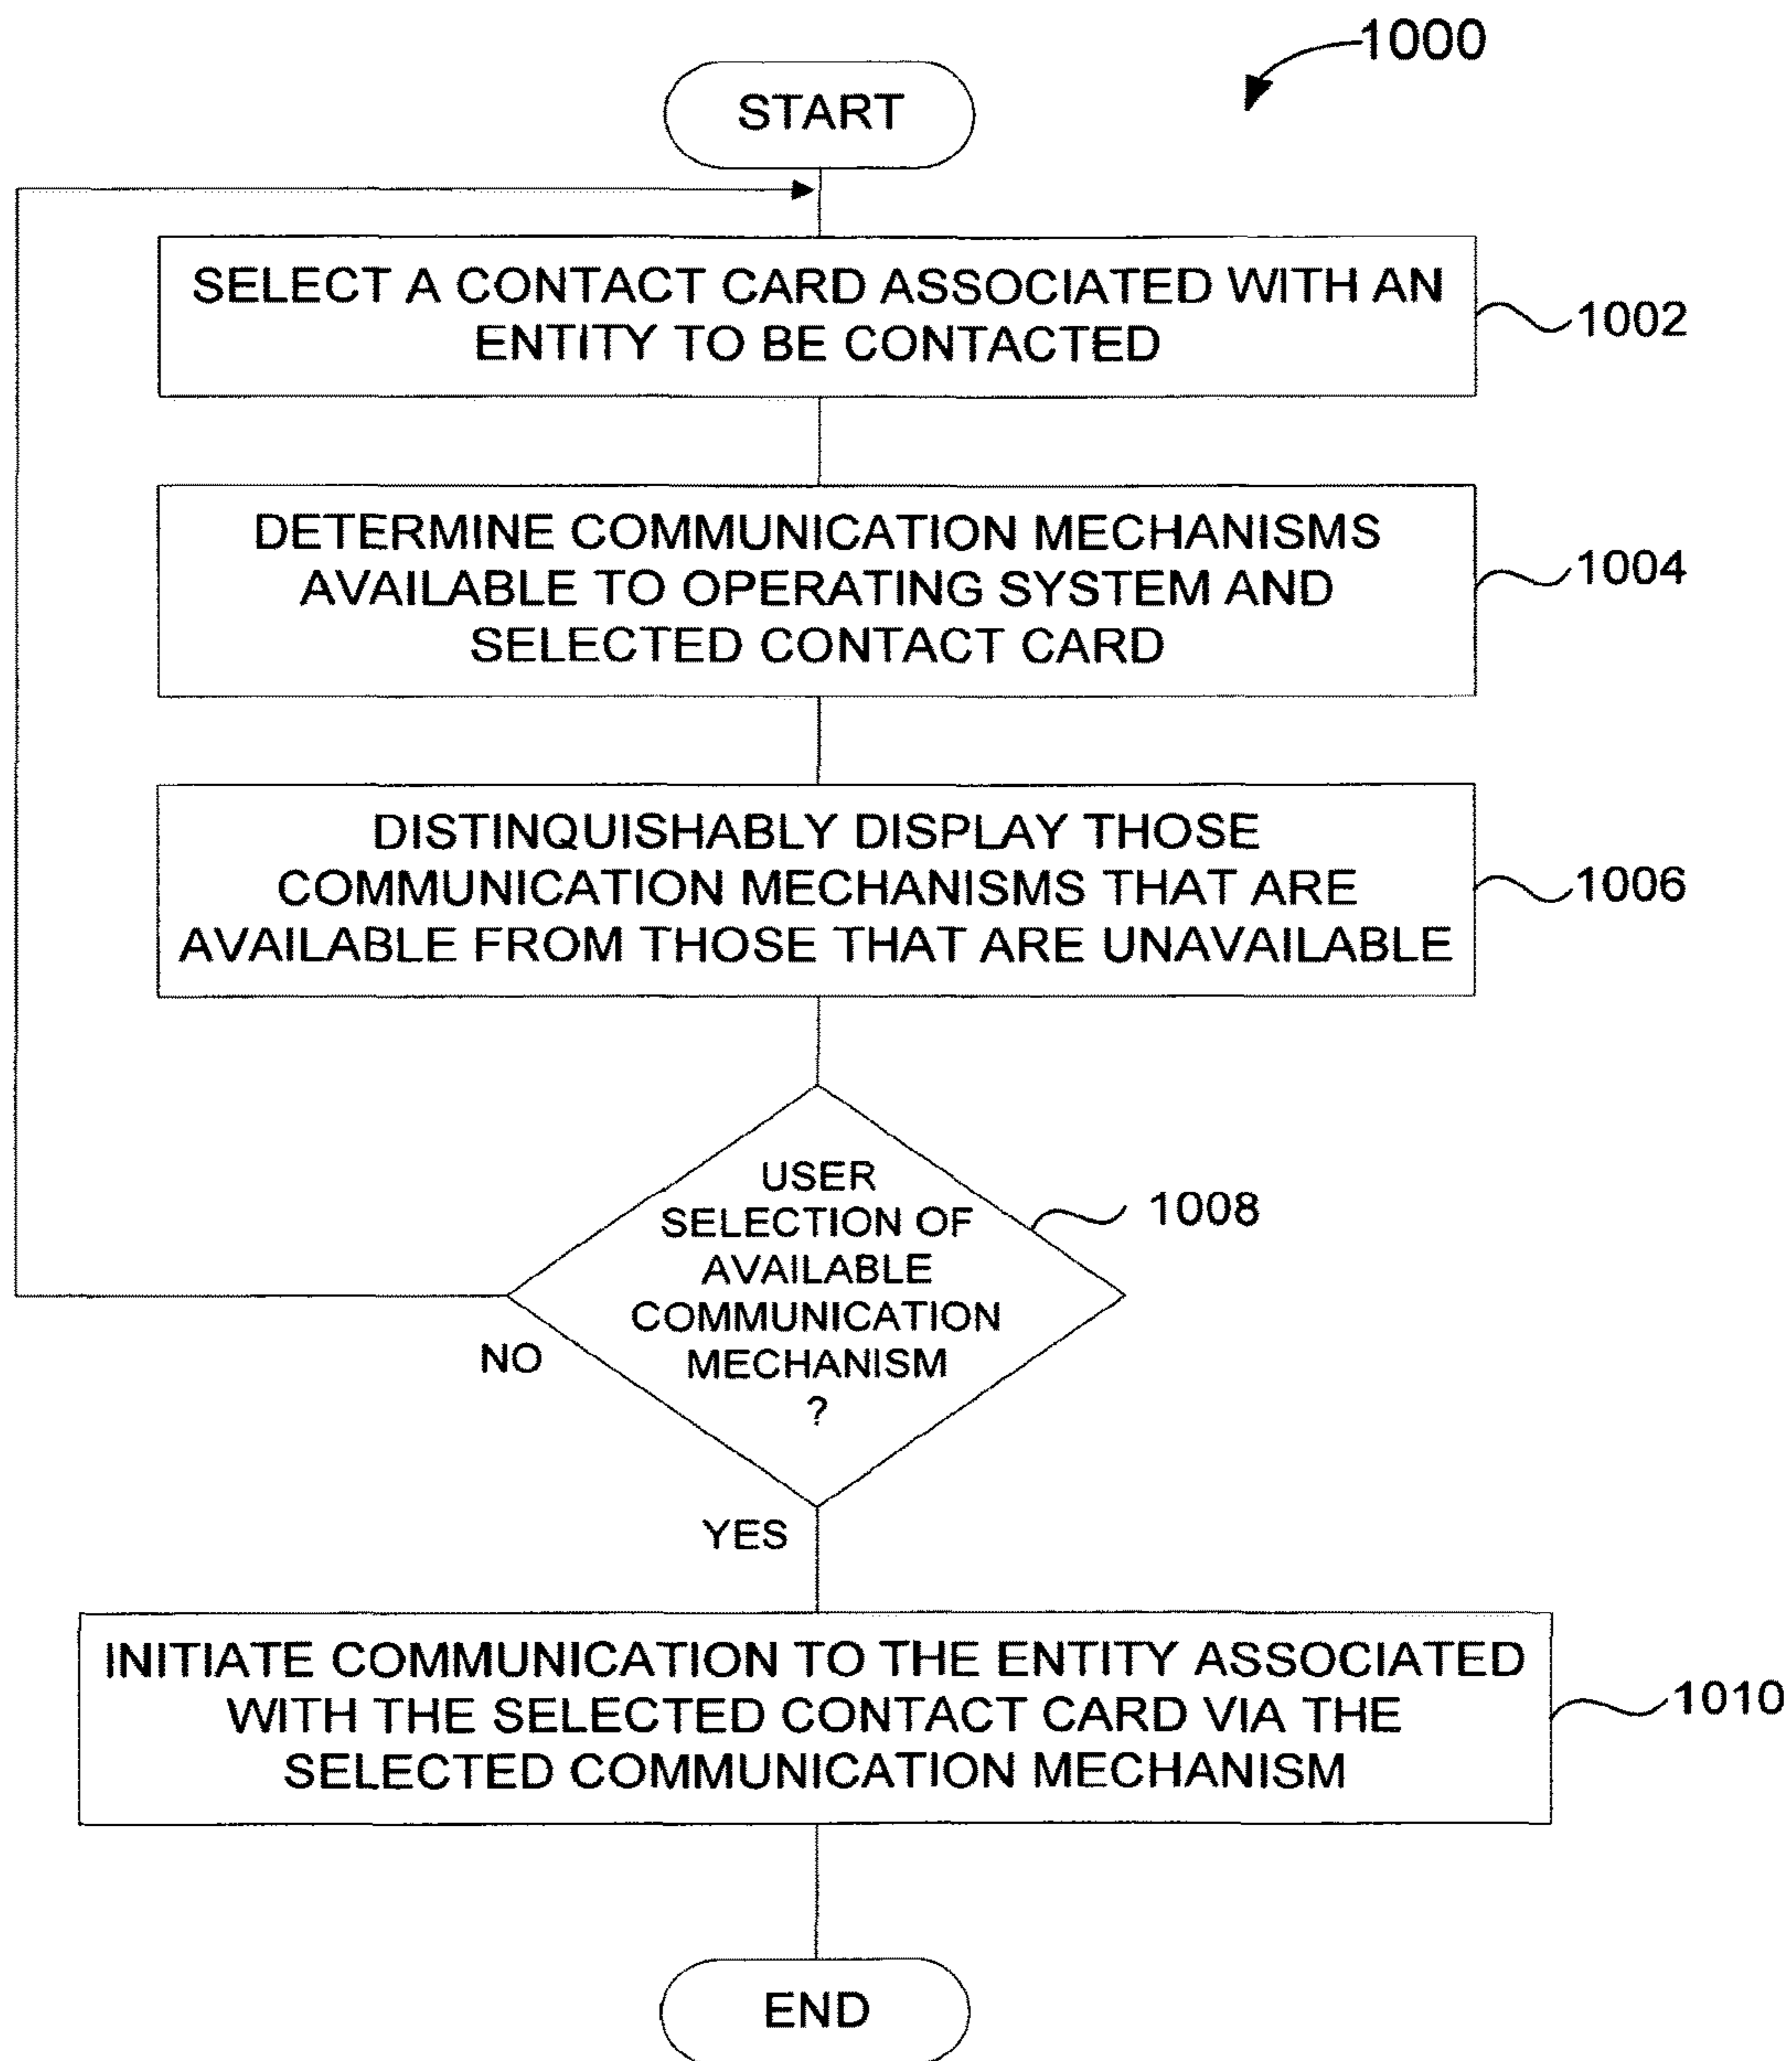 1000
START
SELECT A CONTACT CARD ASSOCIATED WITH AN
ENTITY TO BE CONTACTED
1002
DETERMINE COMMUNICATION MECHANISMS
AVAILABLE TO OPERATING SYSTEM AND
SELECTED CONTACT CARD
1004
DISTINQUISHABLY DISPLAY THOSE
COMMUNICATION MECHANISMS THAT ARE
AVAILABLE FROM THOSE THAT ARE UNAVAILABLE
1006
USER
SELECTION OF
AVAILABLE
COMMUNICATION
MECHANISM
?
1008
NO
YES
INITIATE COMMUNICATION TO THE ENTITY ASSOCIATED
WITH THE SELECTED CONTACT CARD VIA THE
SELECTED COMMUNICATION MECHANISM
1010
END